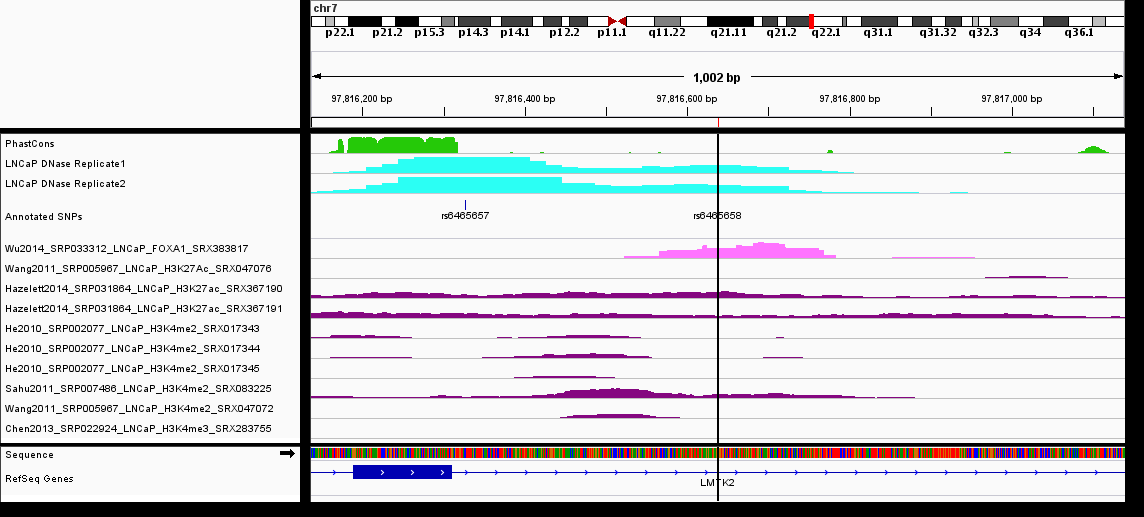 chr7
p22.1 p21.2 p15.3 p14.3 p14.1 p12.2 p11.1 q11.22 q21.11 q21.2 q22.1 q31.1 q31.32 q32.3 q34 q36.1
1,002 bp
97,816,200 bp 97,816,400 bp 97,816,600 bp 97,816,800 bp 97,817,000 bp
PhastCons
LNCaP DNase Replicate1
LNCaP DNase Replicate2
Annotated SNPs
rs6465657 rs6465658
Wu2014_SRP033312_LNCaP_FOXA1_SRX383817
Wang2011_SRP005967_LNCaP_H3K27Ac_SRX047076
Hazelett2014_SRP031864_LNCaP_H3K27ac_SRX367190
Hazelett2014_SRP031864_LNCaP_H3K27ac_SRX367191
He2010_SRP002077_LNCaP_H3K4me2_SRX017343
He2010_SRP002077_LNCaP_H3K4me2_SRX017344
He2010_SRP002077_LNCaP_H3K4me2_SRX017345
Sahu2011_SRP007486_LNCaP_H3K4me2_SRX083225
Wang2011_SRP005967_LNCaP_H3K4me2_SRX047072
Chen2013_SRP022924_LNCaP_H3K4me3_SRX283755
Sequence
RefSeq Genes
LMTK2